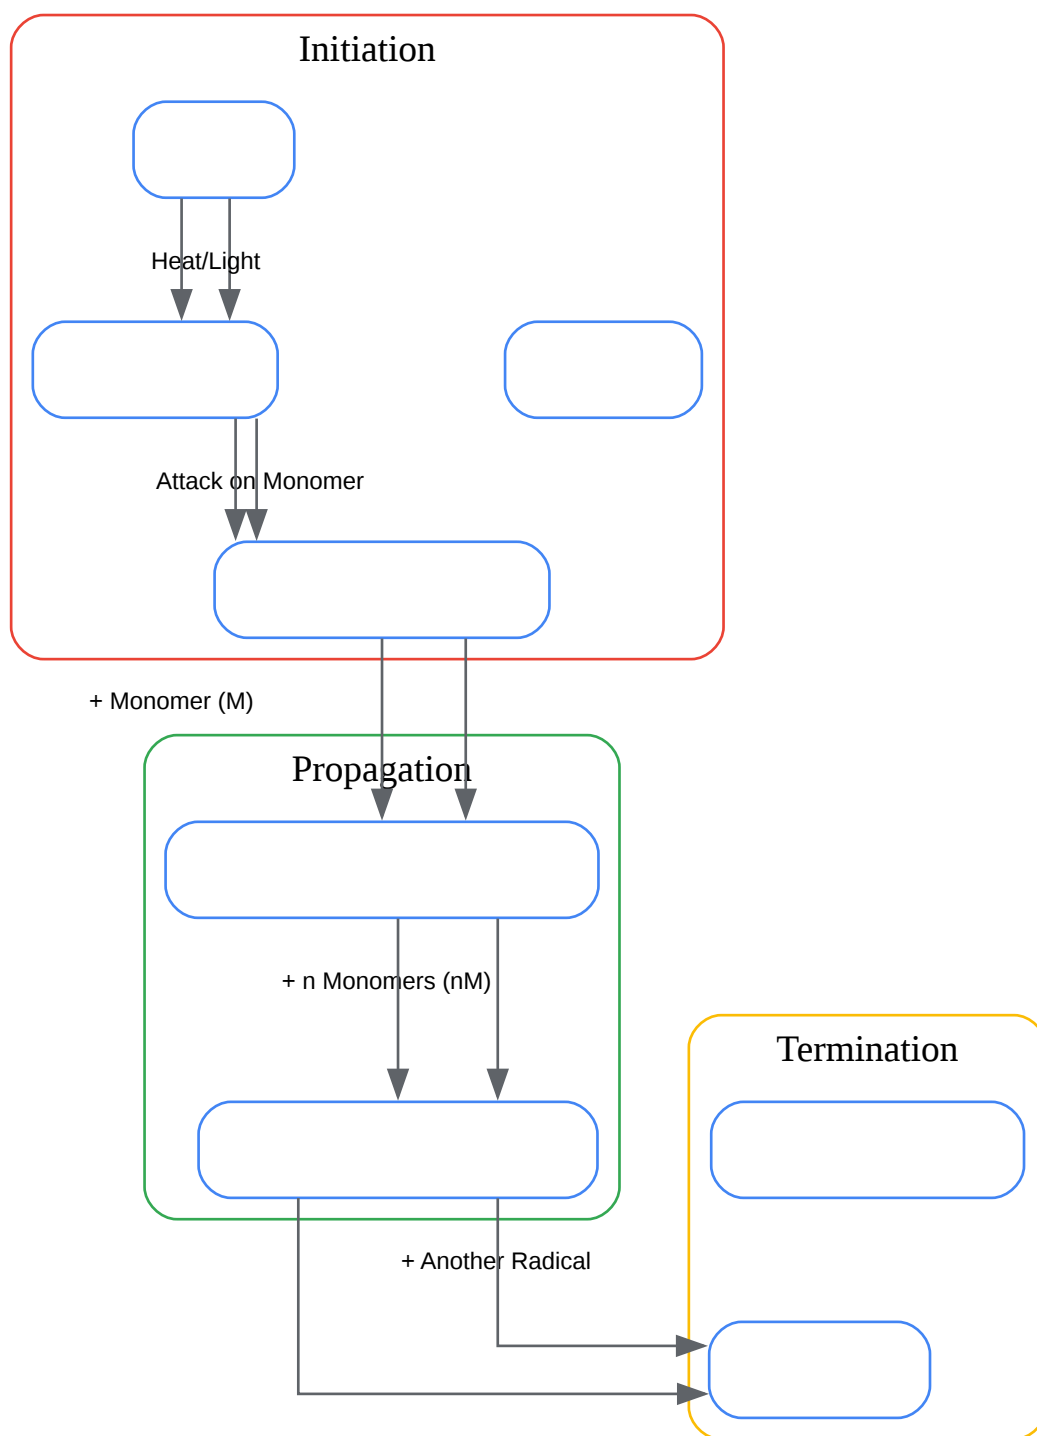 Initiation
Heat/Light
Attack on Monomer
+ Monomer (M)
Propagation
+ n Monomers (nM)
Termination
+ Another Radical